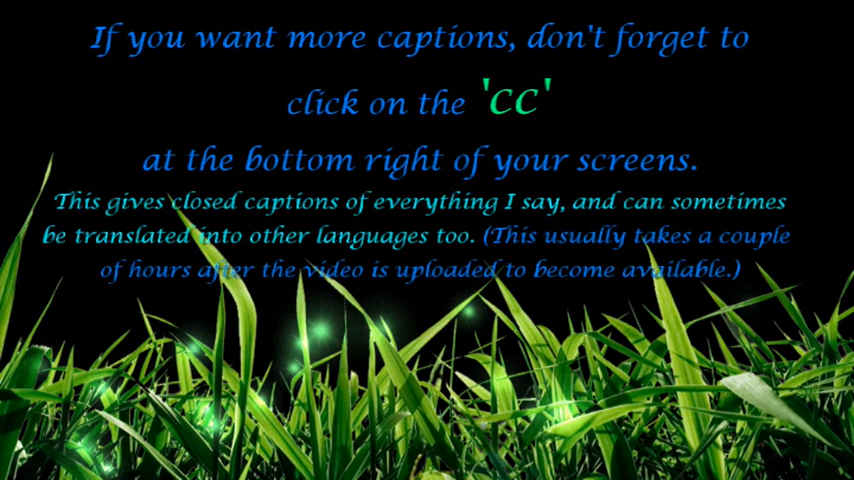 If you want more captions, don't forget to
click on the 'cc'
at the bottom right of your screens.
This gives closed captions of everything I say, and can sometimes
be translated into other languages too. (This usually takes a couple
of hours after the video is uploaded to become available.)